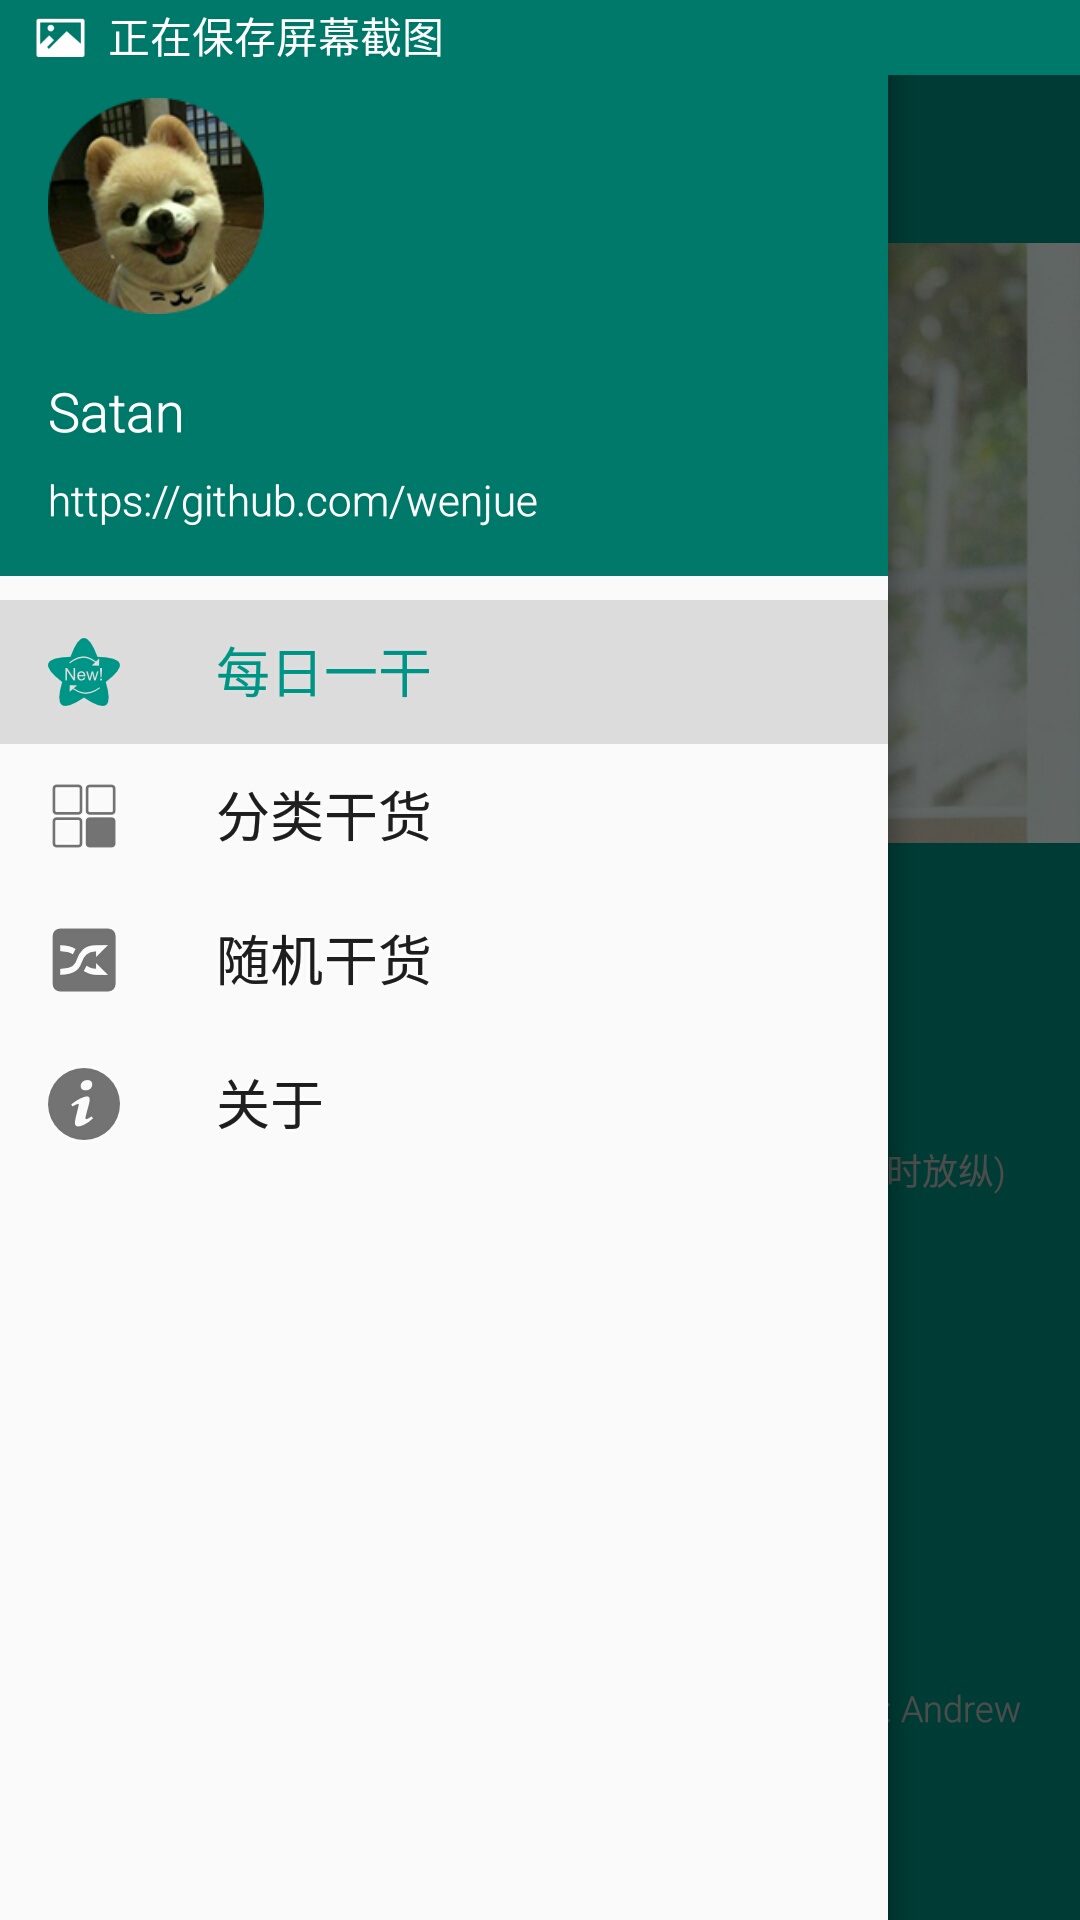 正在保存屏幕截图
Satan
https://github.com/wenjue
New!
每日一干
分类干货
随机干货
关于
时放纵)
: Andrew